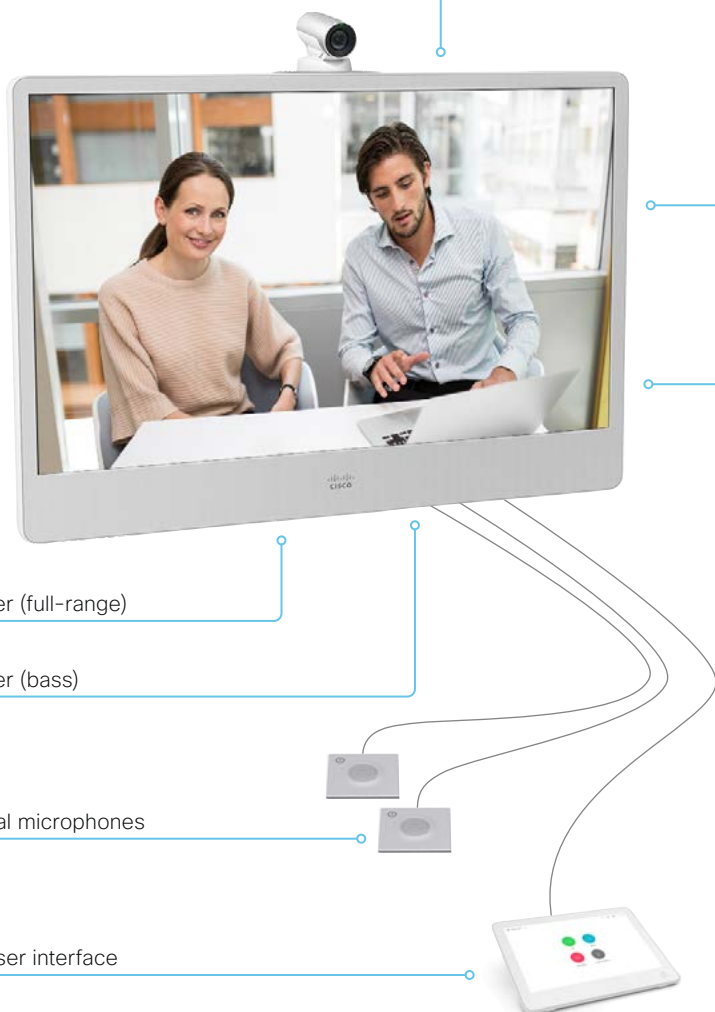 CISCO
er (full-range)
er (bass)
al microphones
ser interface